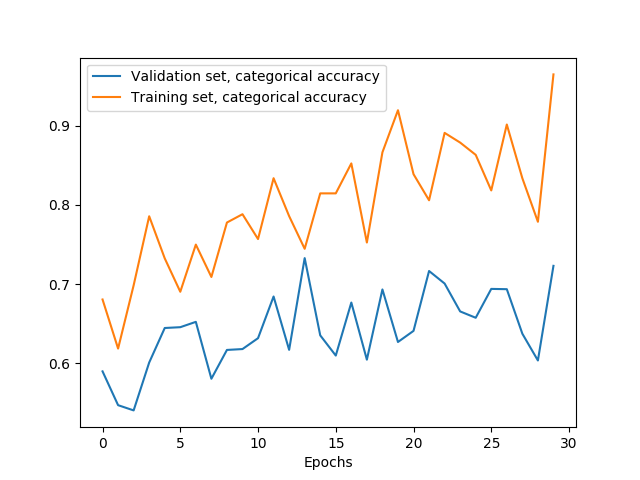 Validation set, categorical accuracy
Training set, categorical accuracy
0.9
0.8
0.7
0.6
0 5 10 15 20 25 30
Epochs